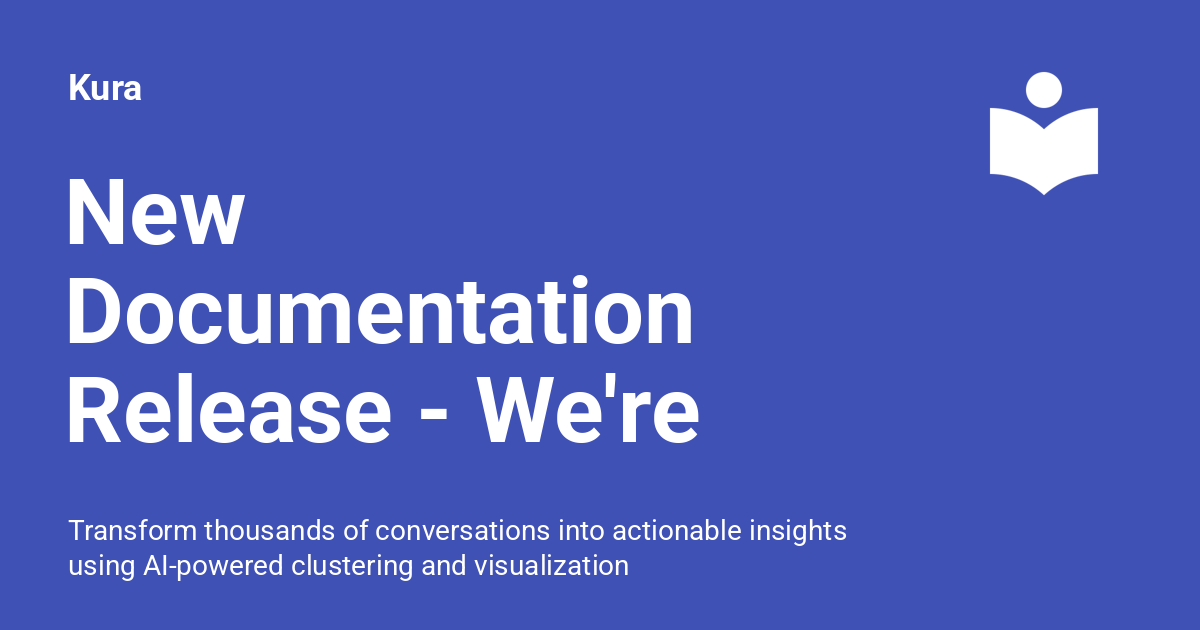 Kura
New
Documentation
Release - We're
Transform thousands of conversations into actionable insights
using AI-powered clustering and visualization